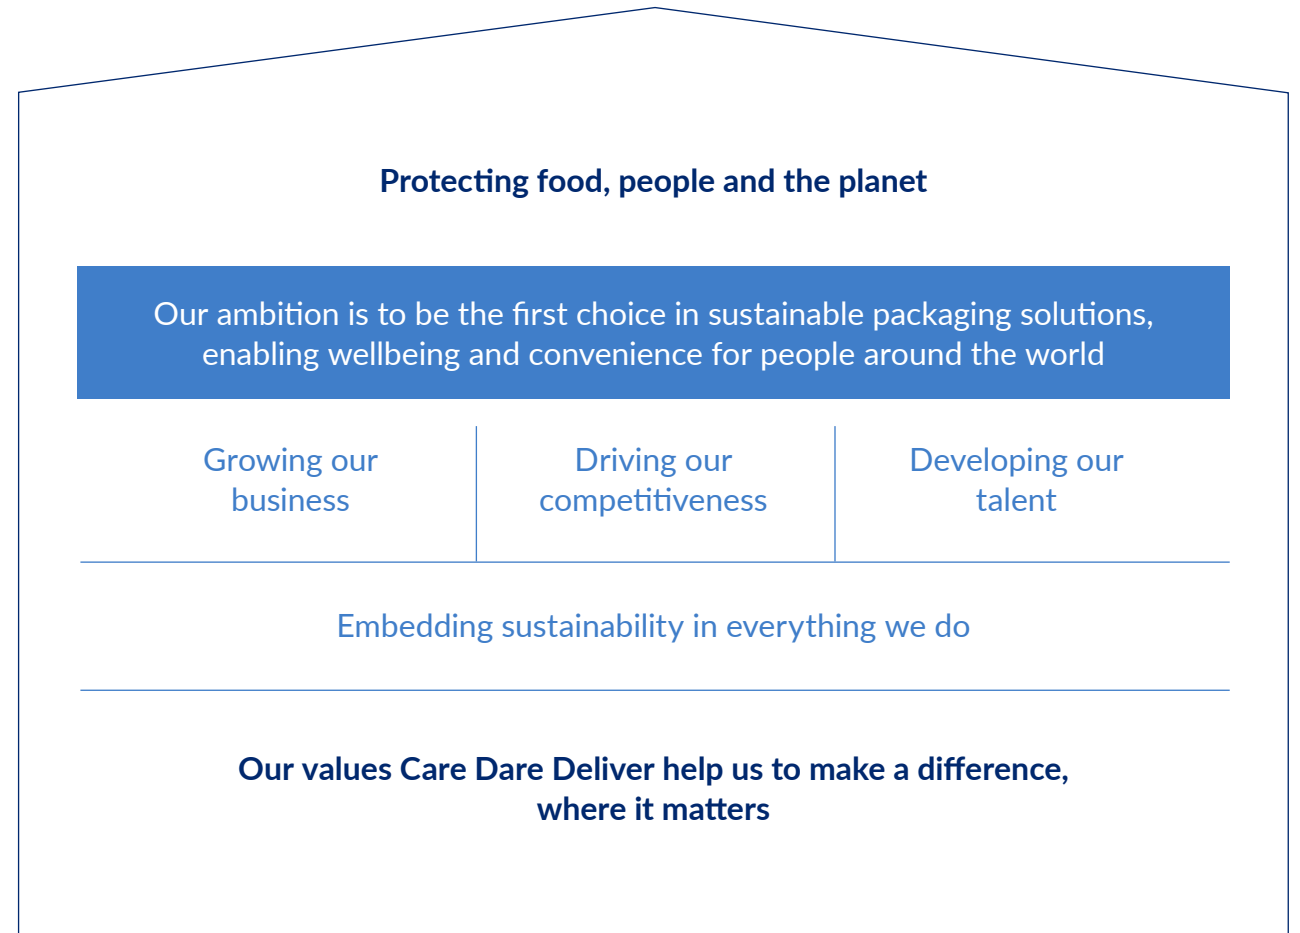 Protecting food, people and the planet
Our ambition is to be the first choice in sustainable packaging solutions,
enabling wellbeing and convenience for people around the world
Growing our
business
Driving our
competitiveness
Developing our
talent
Embedding sustainability in everything we do
Our values Care Dare Deliver help us to make a difference,
where it matters